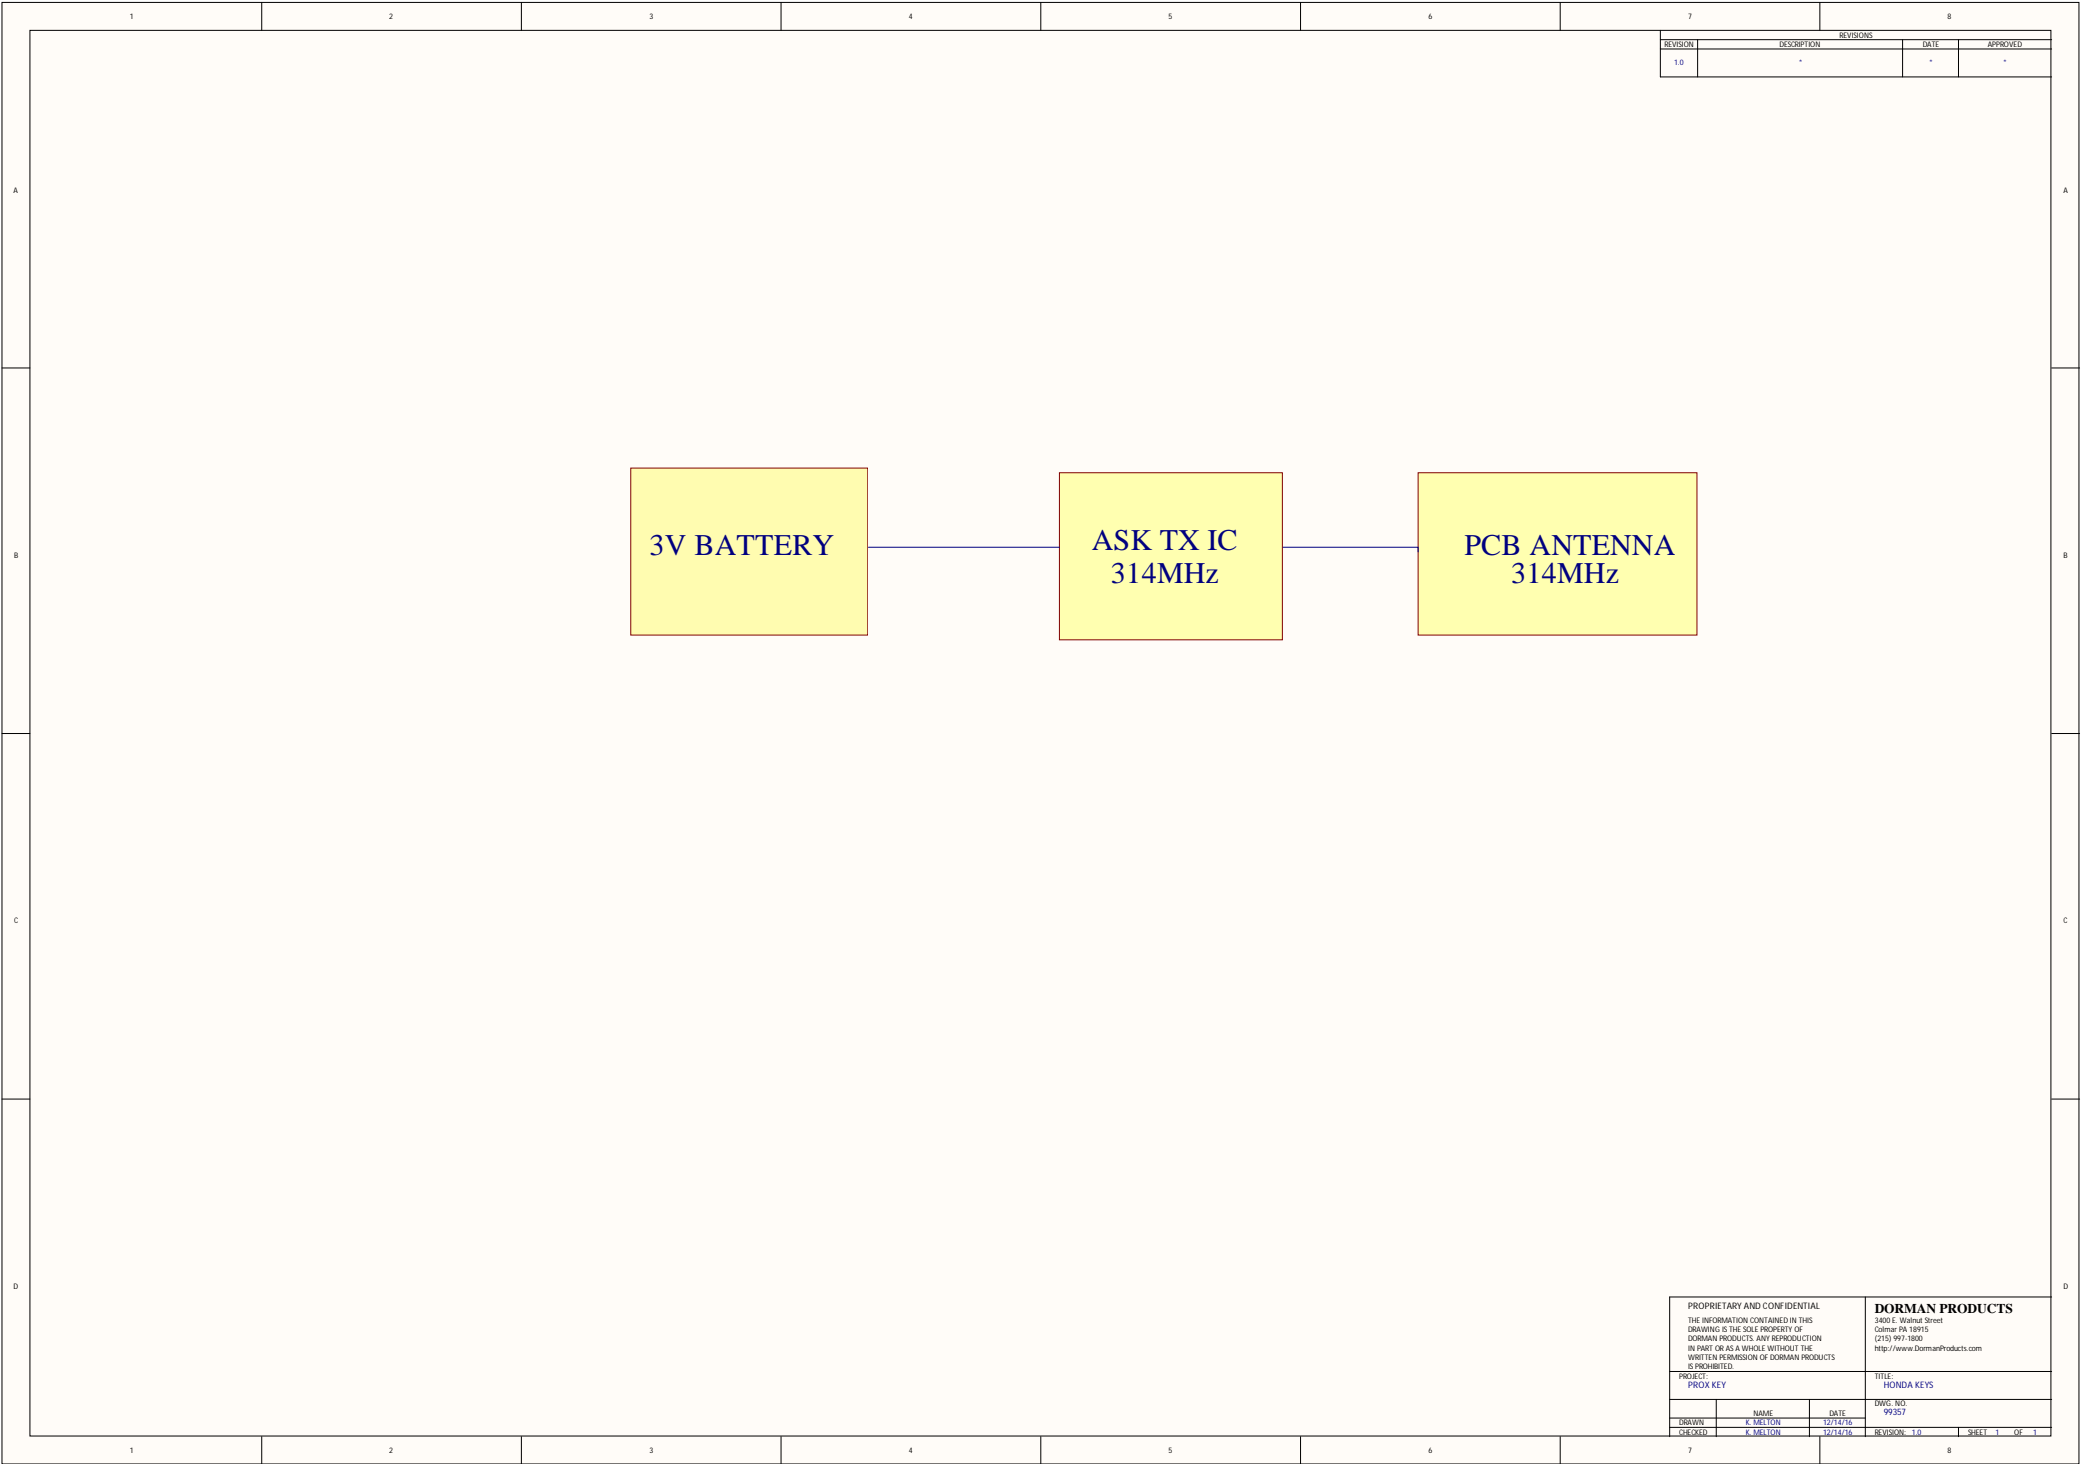 1 2 3 4 5 6 7 8
REVISIONS
REVISION DESCRIPTION DATE APPROVED
1.0 * * *
A A
3V BATTERY
ASK TX IC
314MHz
PCB ANTENNA
314MHz
B B
C C
D D
PROPRIETARY AND CONFIDENTIAL
THE INFORMATION CONTAINED IN THIS
DRAWING IS THE SOLE PROPERTY OF
DORMAN PRODUCTS. ANY REPRODUCTION
IN PART OR AS A WHOLE WITHOUT THE
WRITTEN PERMISSION OF DORMAN PRODUCTS
IS PROHIBITED.
DORMAN PRODUCTS
3400 E. Walnut Street
Colmar PA 18915
(215) 997-1800
http://www.DormanProducts.com
PROJECT:
PROX KEY
TITLE:
HONDA KEYS
DWG. NO.
99357
NAME DATE
DRAWN K. MELTON 12/14/16
CHECKED K. MELTON 12/14/16
REVISION: 1.0 SHEET 1 OF 1
1 2 3 4 5 6 7 8